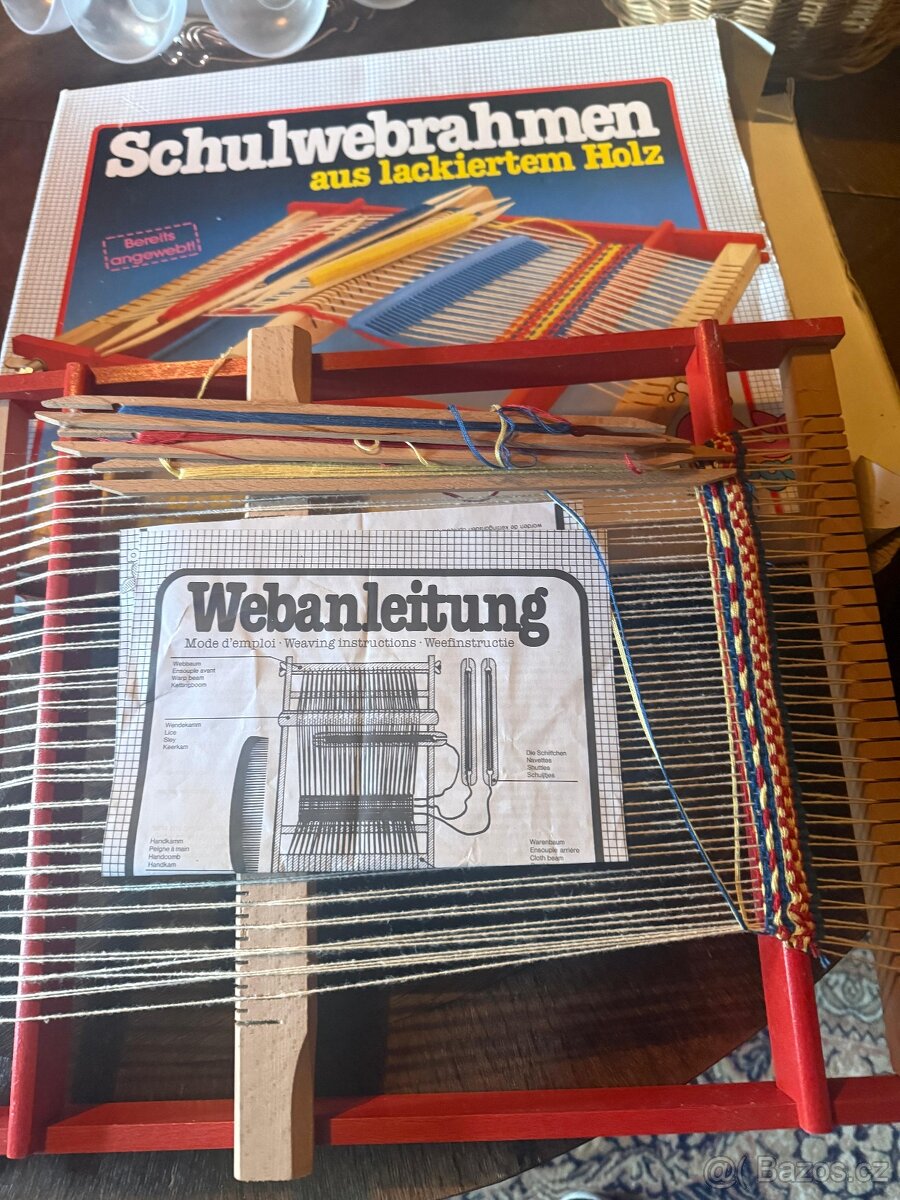 Schulwebrahmen
aus lackiertem Holz
Bereits
angewebt!
Webanleitung
Mode d'emploi · Weaving instructions · Weefinstructie
Webbaum
Ensouple avant
Warp beam
Kettingboom
Wendekamm
Lice
Sley
Keerkam
Die Schiffchen
Navettes
Shuttles
Schuitjes
Handkamm
Peigne à main
Handcomb
Handkam
Warenbaum
Ensouple arrière
Cloth beam
@( Bazos.cz